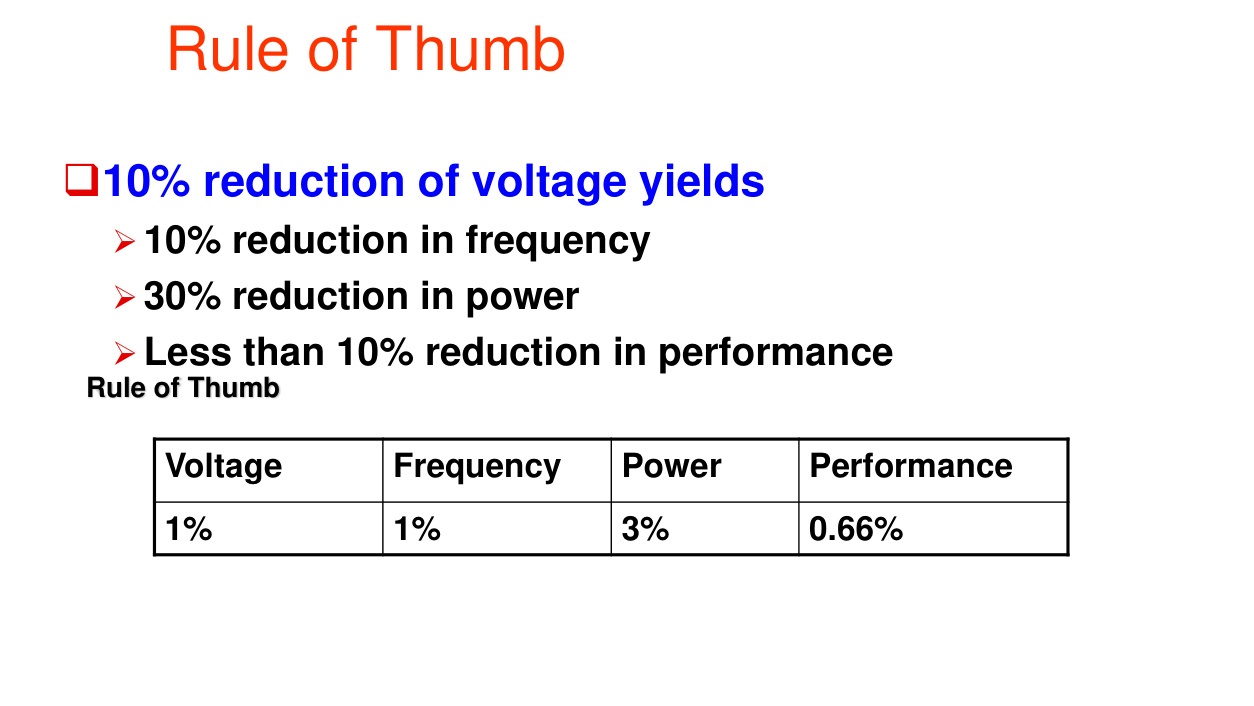 Rule of Thumb
10% reduction of voltage yields
10% reduction in frequency
30% reduction in power
Less than 10% reduction in performance
Rule of Thumb
Voltage Frequency Power Performance
1% 1% 3% 0.66%